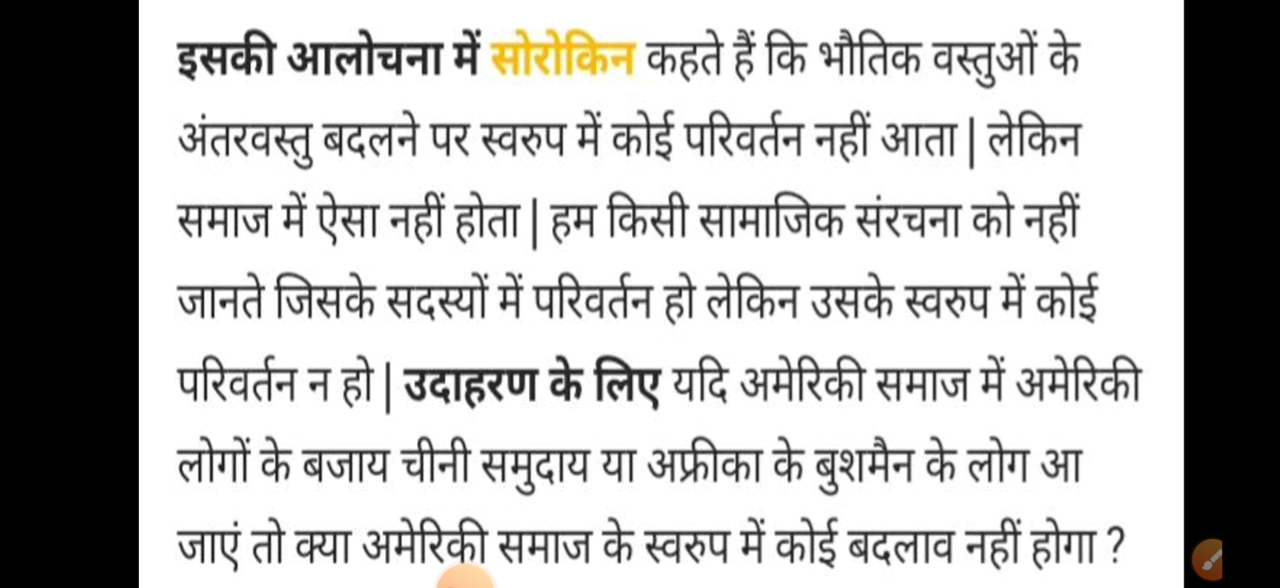 इसकी आलोचना में सोरोकिन कहते हैं कि भौतिक वस्तुओं के
अंतरवस्तु बदलने पर स्वरुप में कोई परिवर्तन नहीं आता | लेकिन
समाज में ऐसा नहीं होता | हम किसी सामाजिक संरचना को नहीं
जानते जिसके सदस्यों में परिवर्तन हो लेकिन उसके स्वरुप में कोई
परिवर्तन न हो | उदाहरण के लिए यदि अमेरिकी समाज में अमेरिकी
लोगों के बजाय चीनी समुदाय या अफ्रीका के बुशमैन के लोग आ
जाएं तो क्या अमेरिकी समाज के स्वरुप में कोई बदलाव नहीं होगा ?